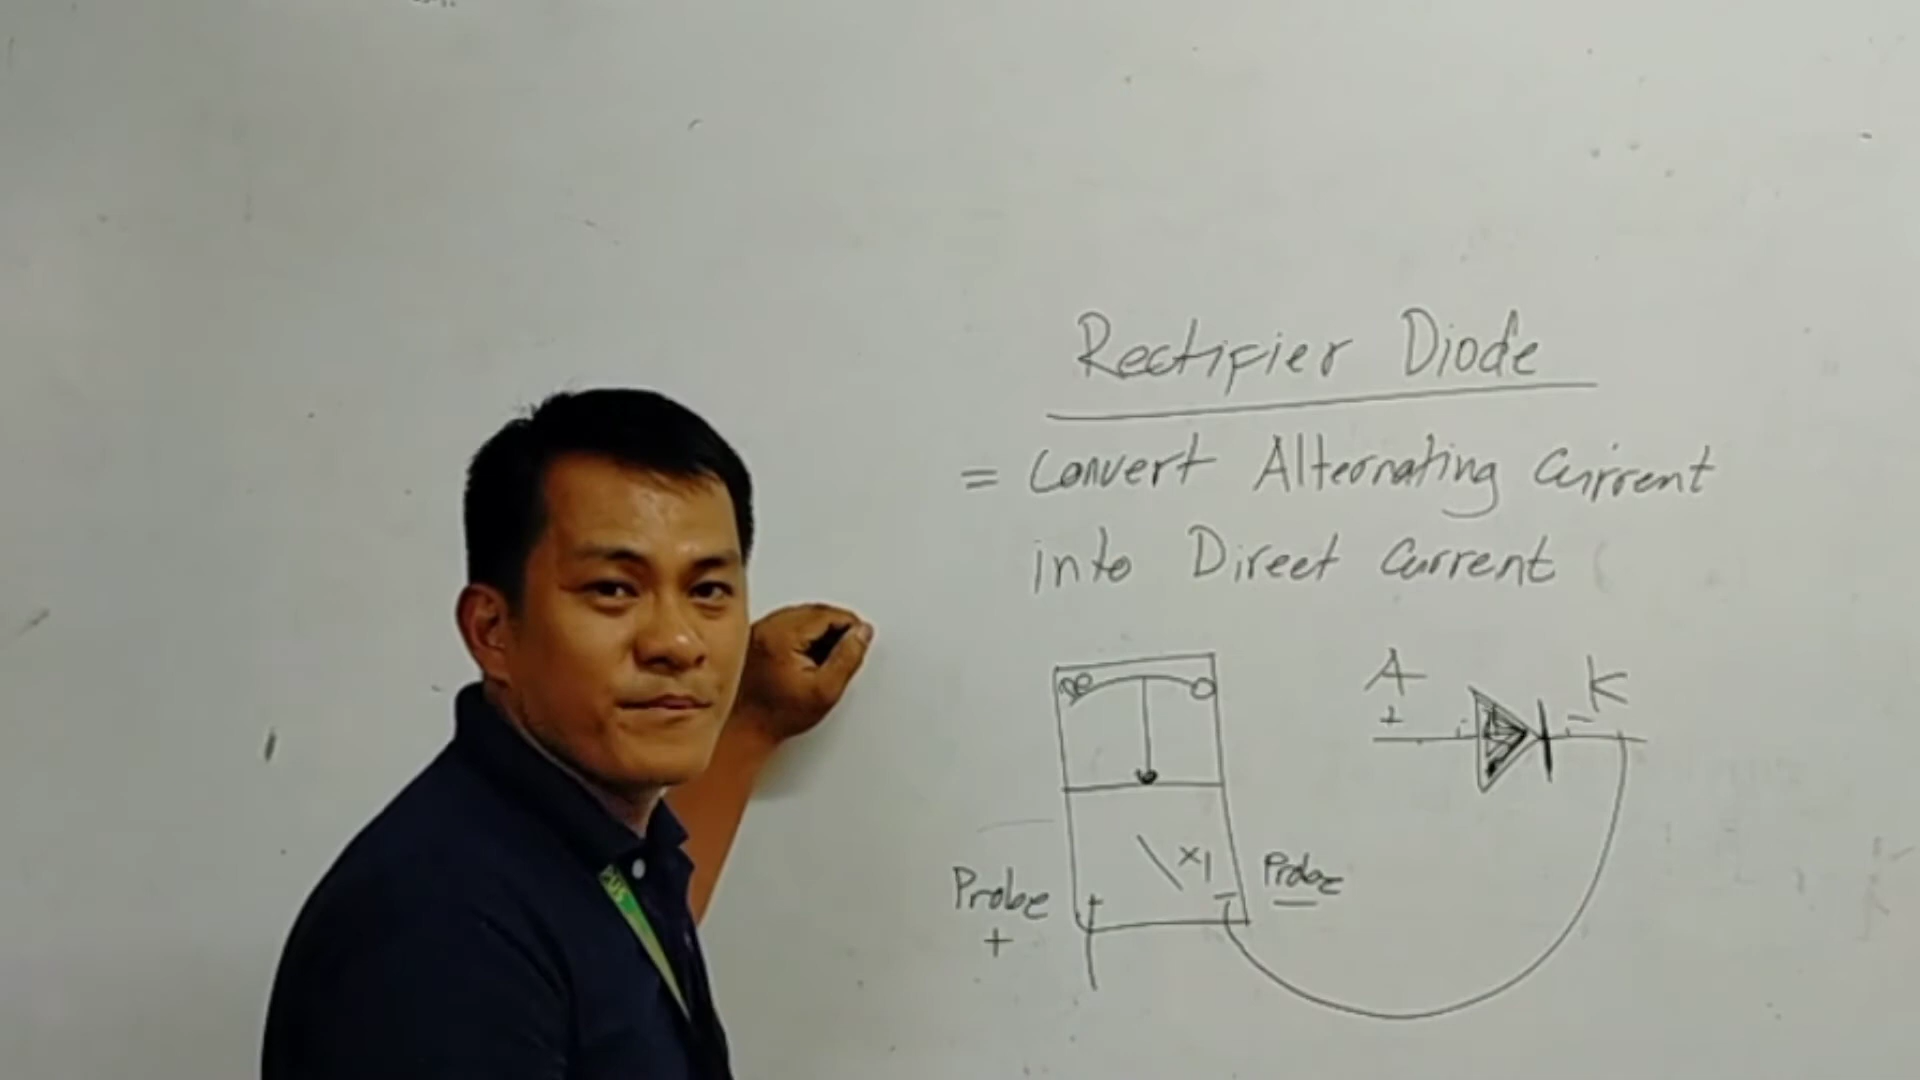 Rectifier Diode
= Convert Alternating Current
into Direct Current
A K
+ -
X1
Probe Probe
+ -